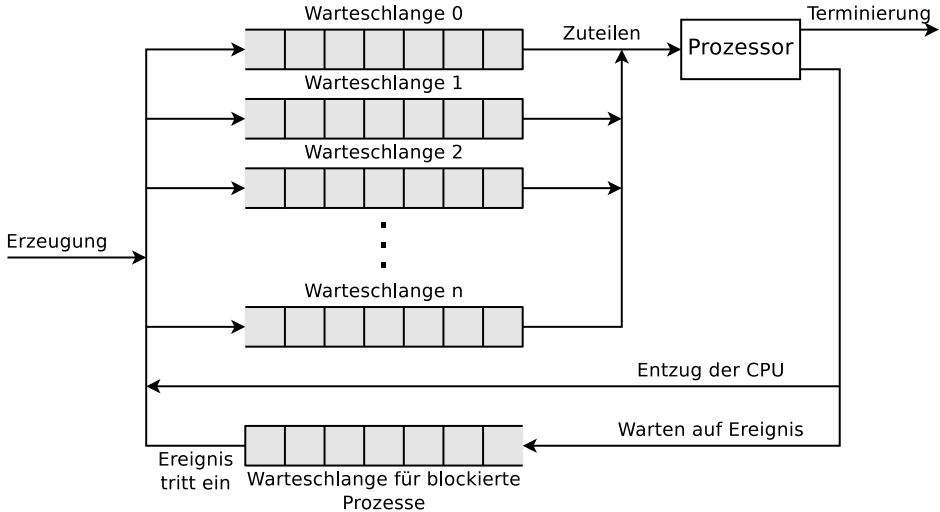 Warteschlange 0
Terminierung
Zuteilen
Prozessor
Warteschlange 1
Warteschlange 2
Erzeugung
Warteschlange n
Entzug der CPU
Warten auf Ereignis
Ereignis
tritt ein
Warteschlange für blockierte
Prozesse